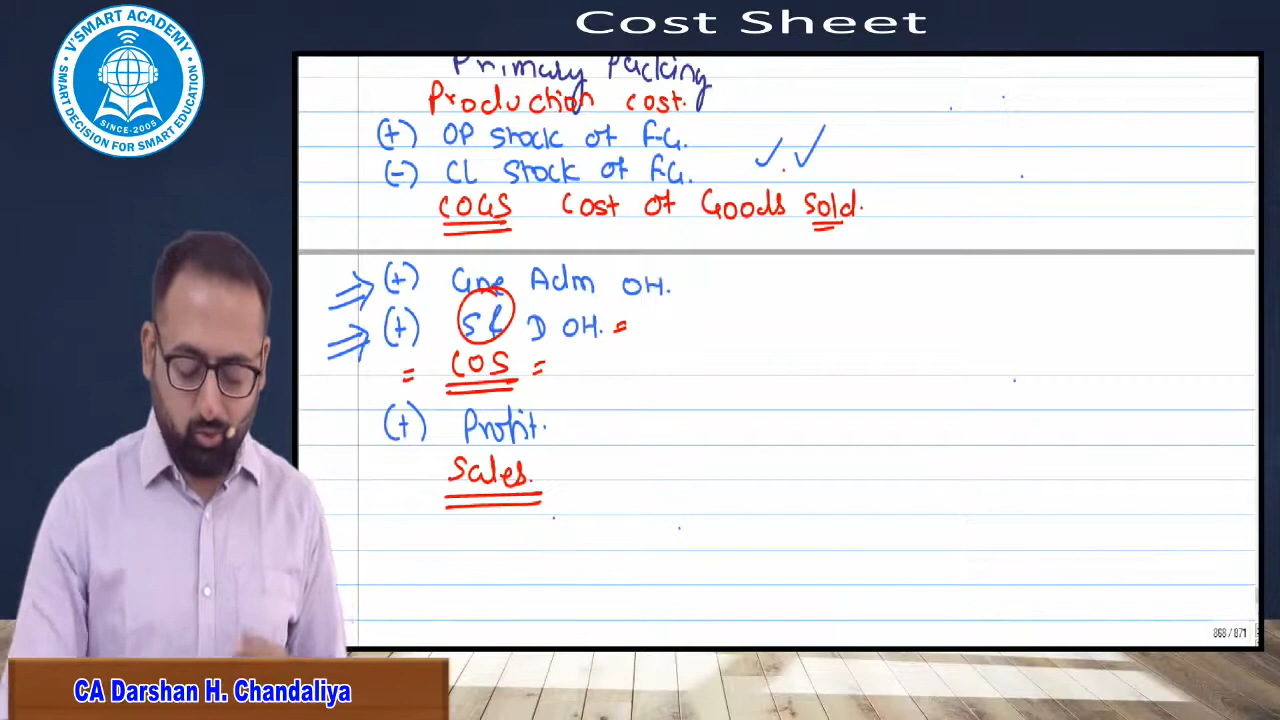 Cost Sheet
V'SMART ACADEMY
SMART DECISION FOR SMART EDUCATION
SINCE-2005
Primary Packing
Production cost.
(+) OP Stock of F.G.
(-) CL Stock of F.G.
COGS Cost of Goods Sold.
(+) Gne Adm OH.
(+) S & D OH. =
= COS =
(+) Profit.
Sales.
868 / 871
CA Darshan H. Chandaliya